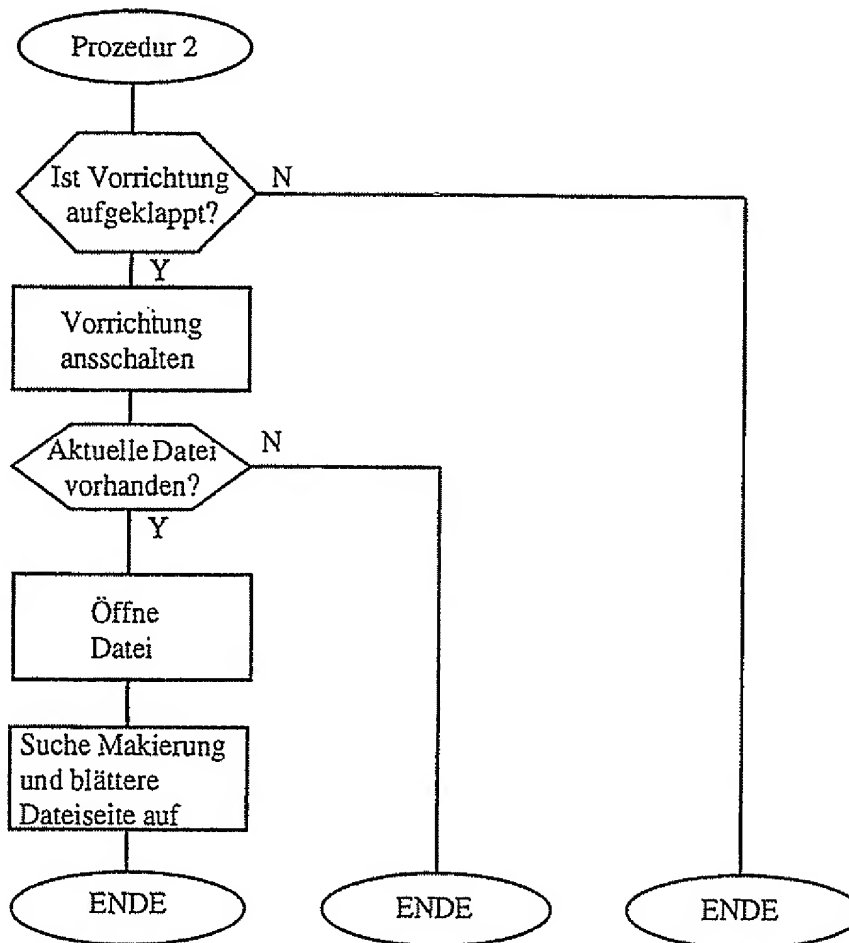 Prozedur 2
Ist Vorrichtung
aufgeklappt?
N
Y
Vorrichtung
ansschalten
Aktuelle Datei
vorhanden?
N
Y
Öffne
Datei
Suche Makierung
und blättere
Dateiseite auf
ENDE
ENDE
ENDE